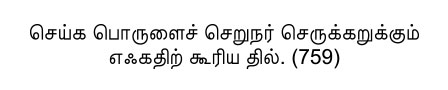 செய்க பொருளைச் செறுநர் செருக்கறுக்கும்
எஃகதிற் கூரிய தில். (759)